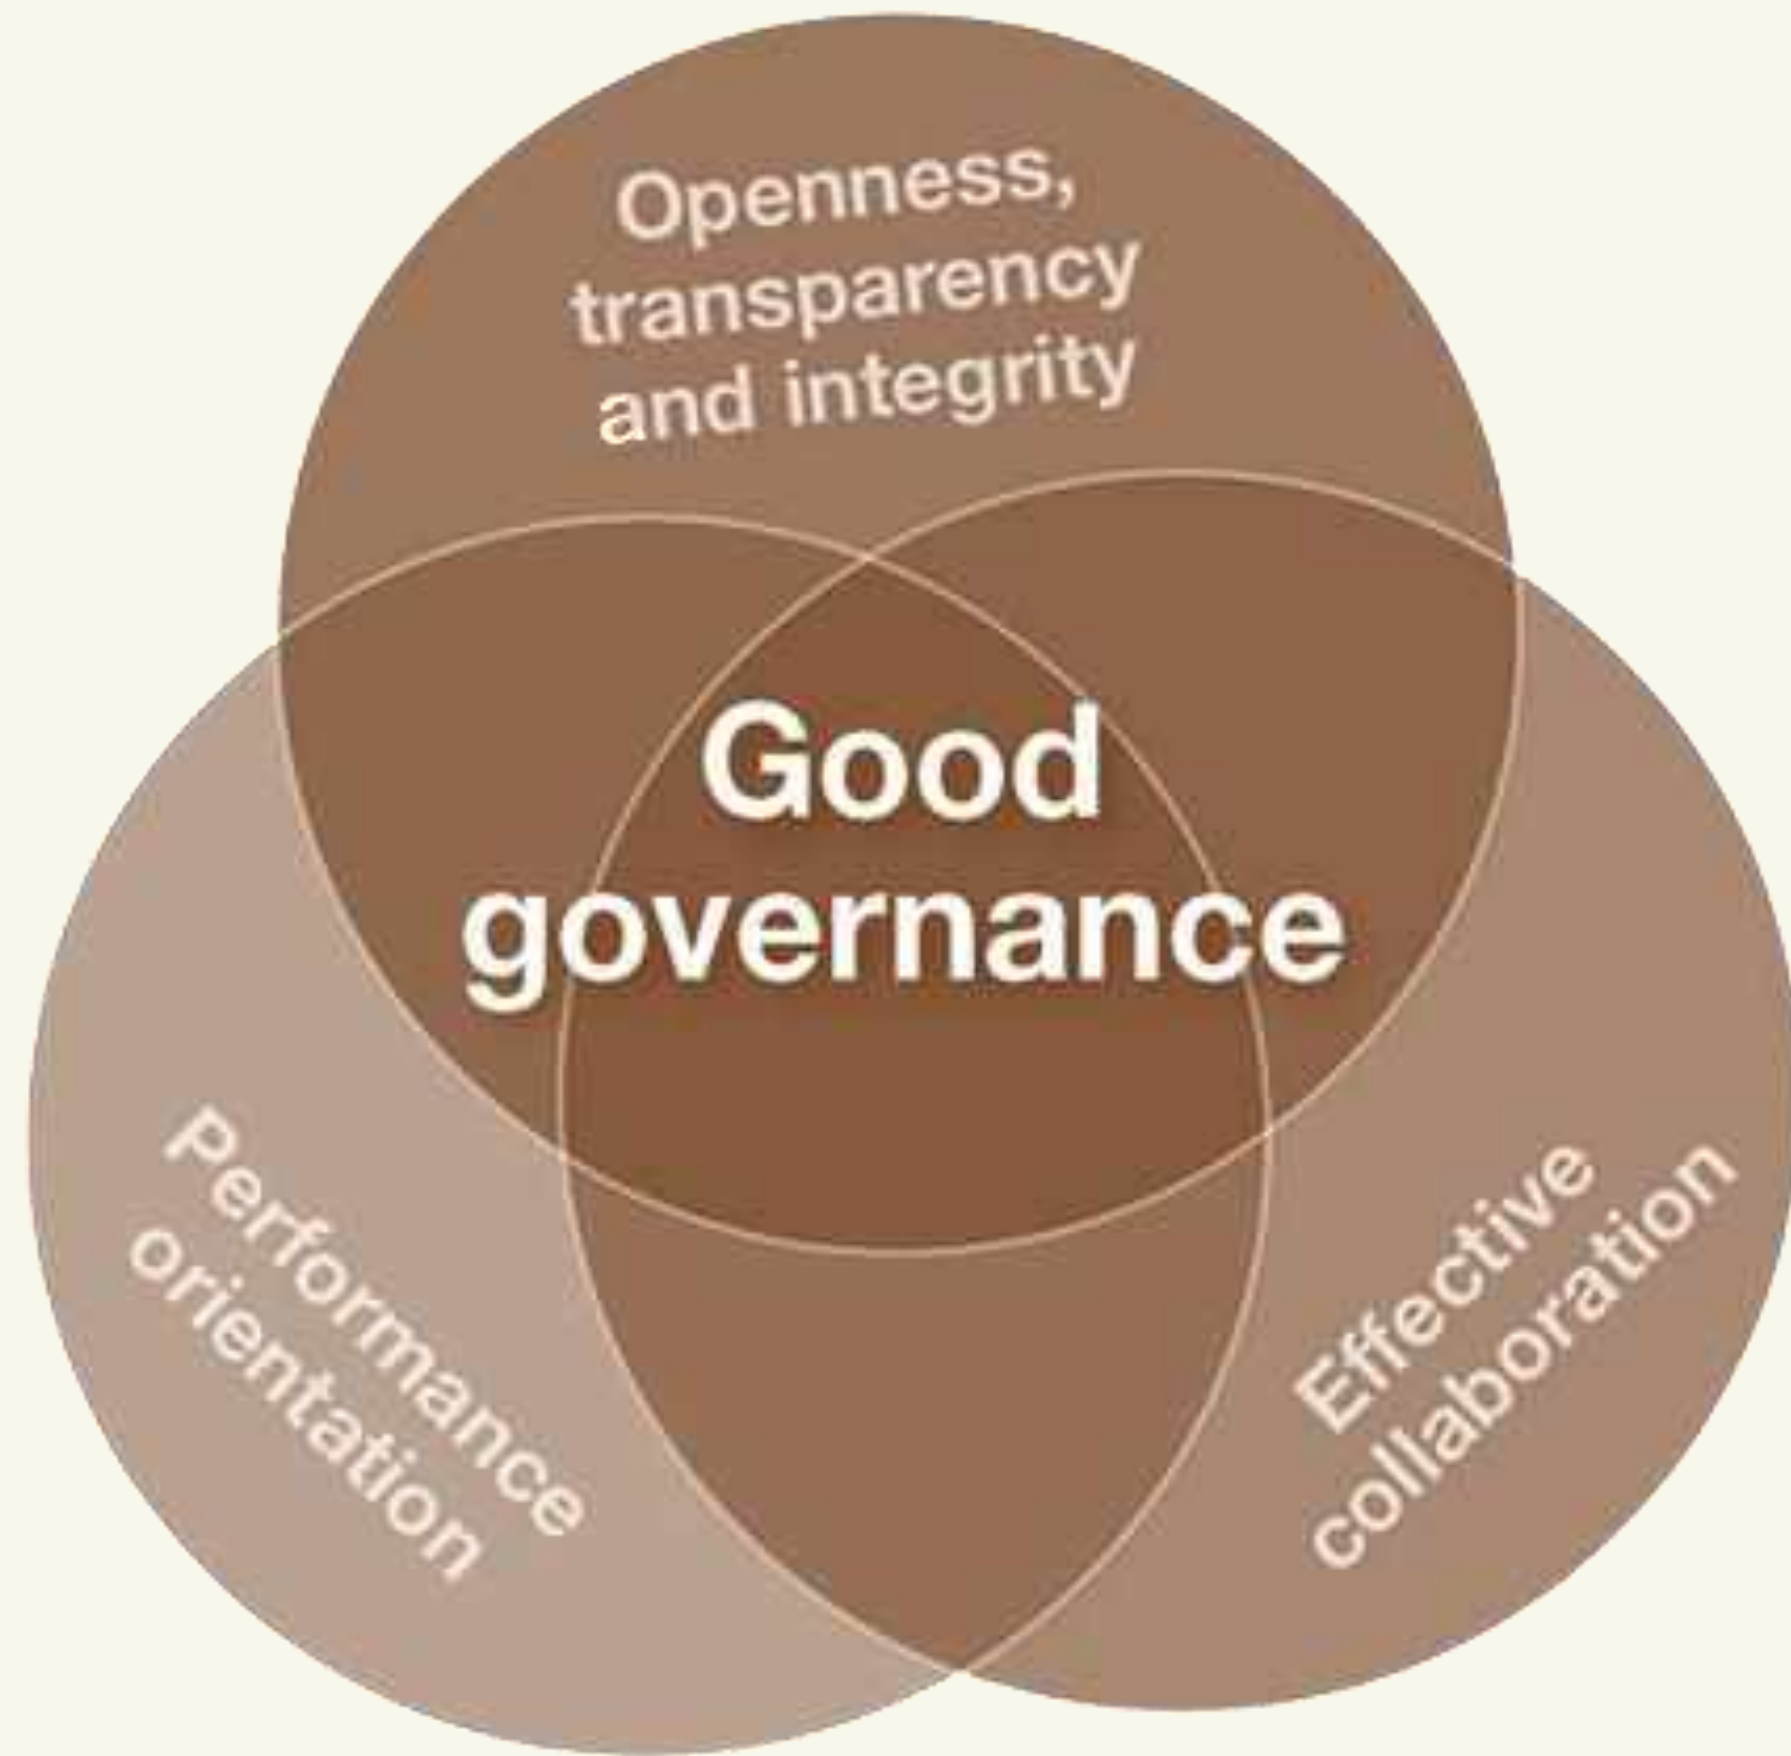 Openness,
transparency
and integrity
Good
governance
Performance
orientation
Effective
collaboration